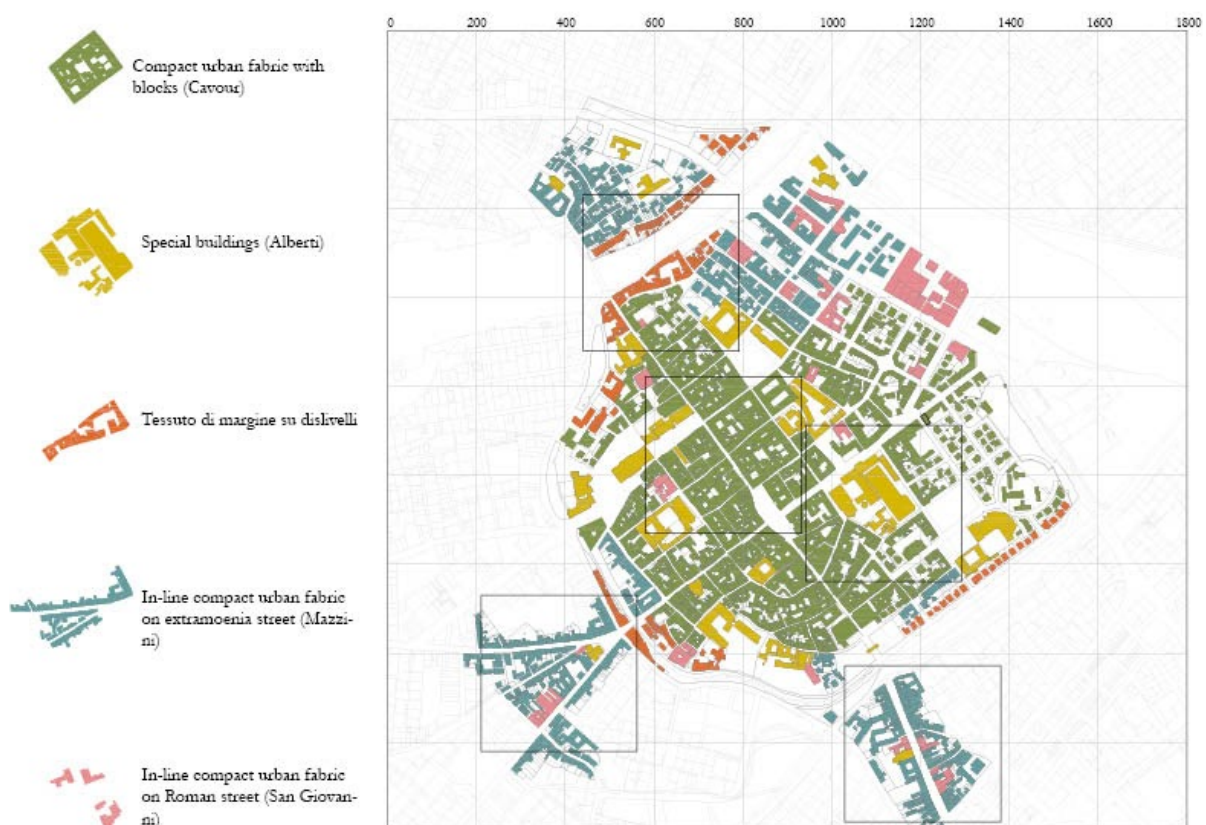 0 200 400 600 800 1000 1200 1400 1600 1800
Compact urban fabric with
blocks (Cavour)
Special buildings (Alberti)
Tessuto di margine su dislivelli
In-line compact urban fabric
on extramoenia street (Mazzi-
ni)
In-line compact urban fabric
on Roman street (San Giovan-
ni)